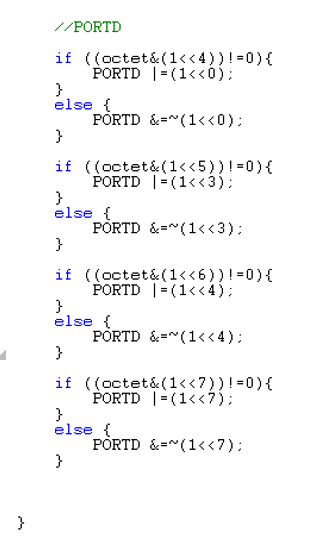 //PORTD
if ((octet&(1<<4))!=0){
PORTD |=(1<<0);
}
else {
PORTD &=~(1<<0);
}
if ((octet&(1<<5))!=0){
PORTD |=(1<<3);
}
else {
PORTD &=~(1<<3);
}
if ((octet&(1<<6))!=0){
PORTD |=(1<<4);
}
else {
PORTD &=~(1<<4);
}
if ((octet&(1<<7))!=0){
PORTD |=(1<<7);
}
else {
PORTD &=~(1<<7);
}
}